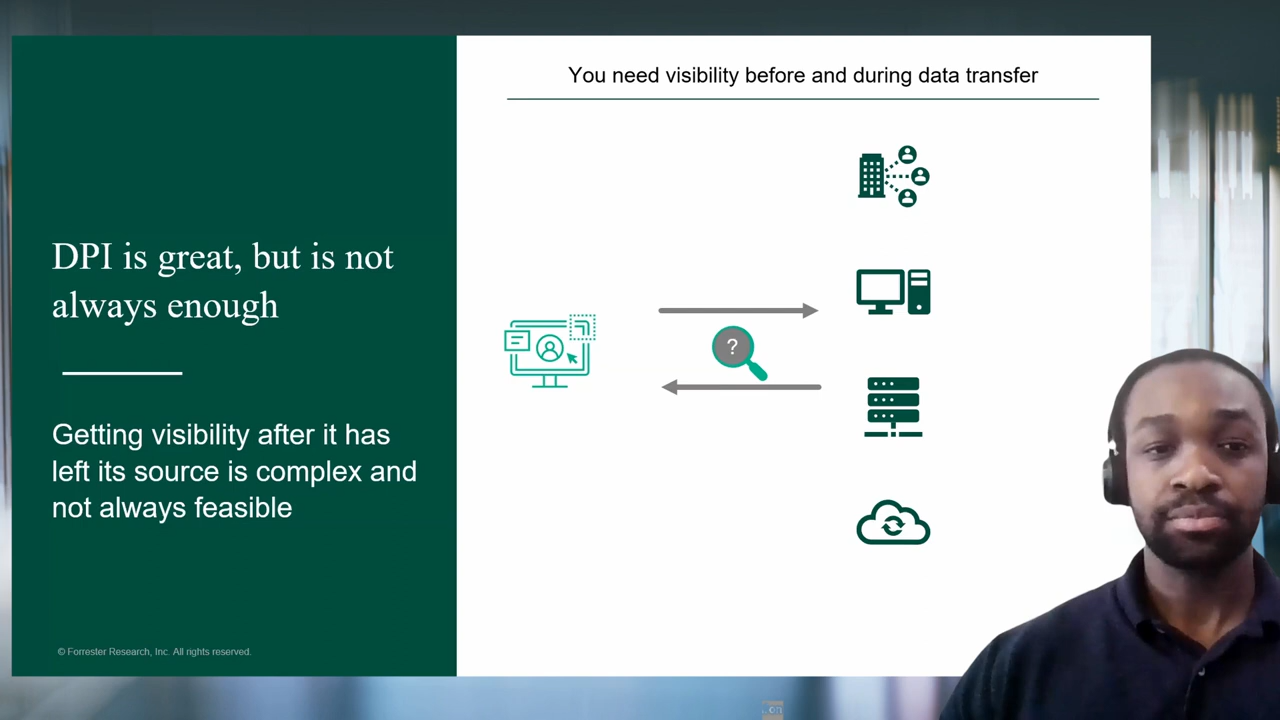 You need visibility before and during data transfer
DPI is great, but is not
always enough
?
Getting visibility after it has
left its source is complex and
not always feasible
© Forrester Research, Inc. All rights reserved.